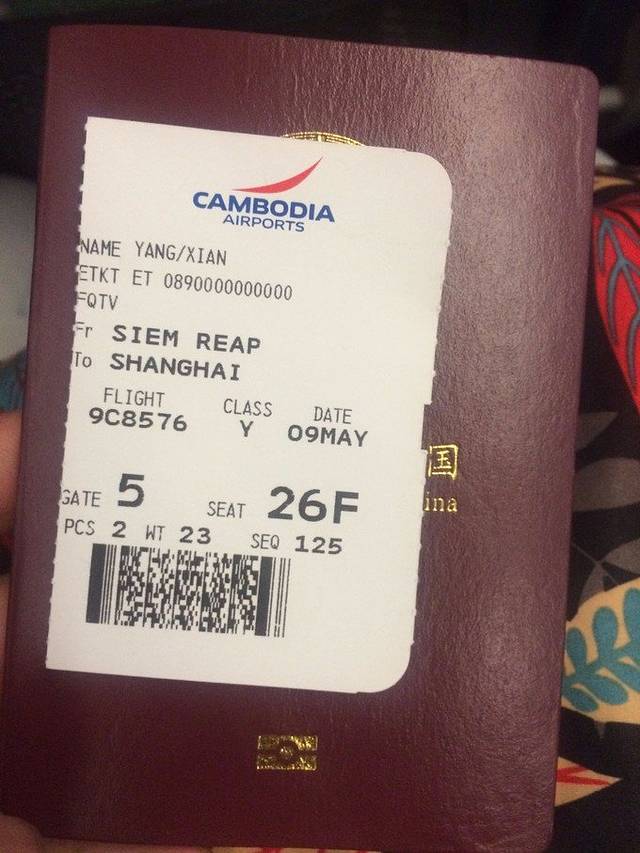 CAMBODIA
AIRPORTS
NAME YANG/XIAN
ETKT ET 0890000000000
FQTV
Fr SIEM REAP
To SHANGHAI
FLIGHT CLASS DATE
9C8576 Y 09MAY
GATE 5 SEAT 26F
PCS 2 WT 23 SEQ 125
国
ina